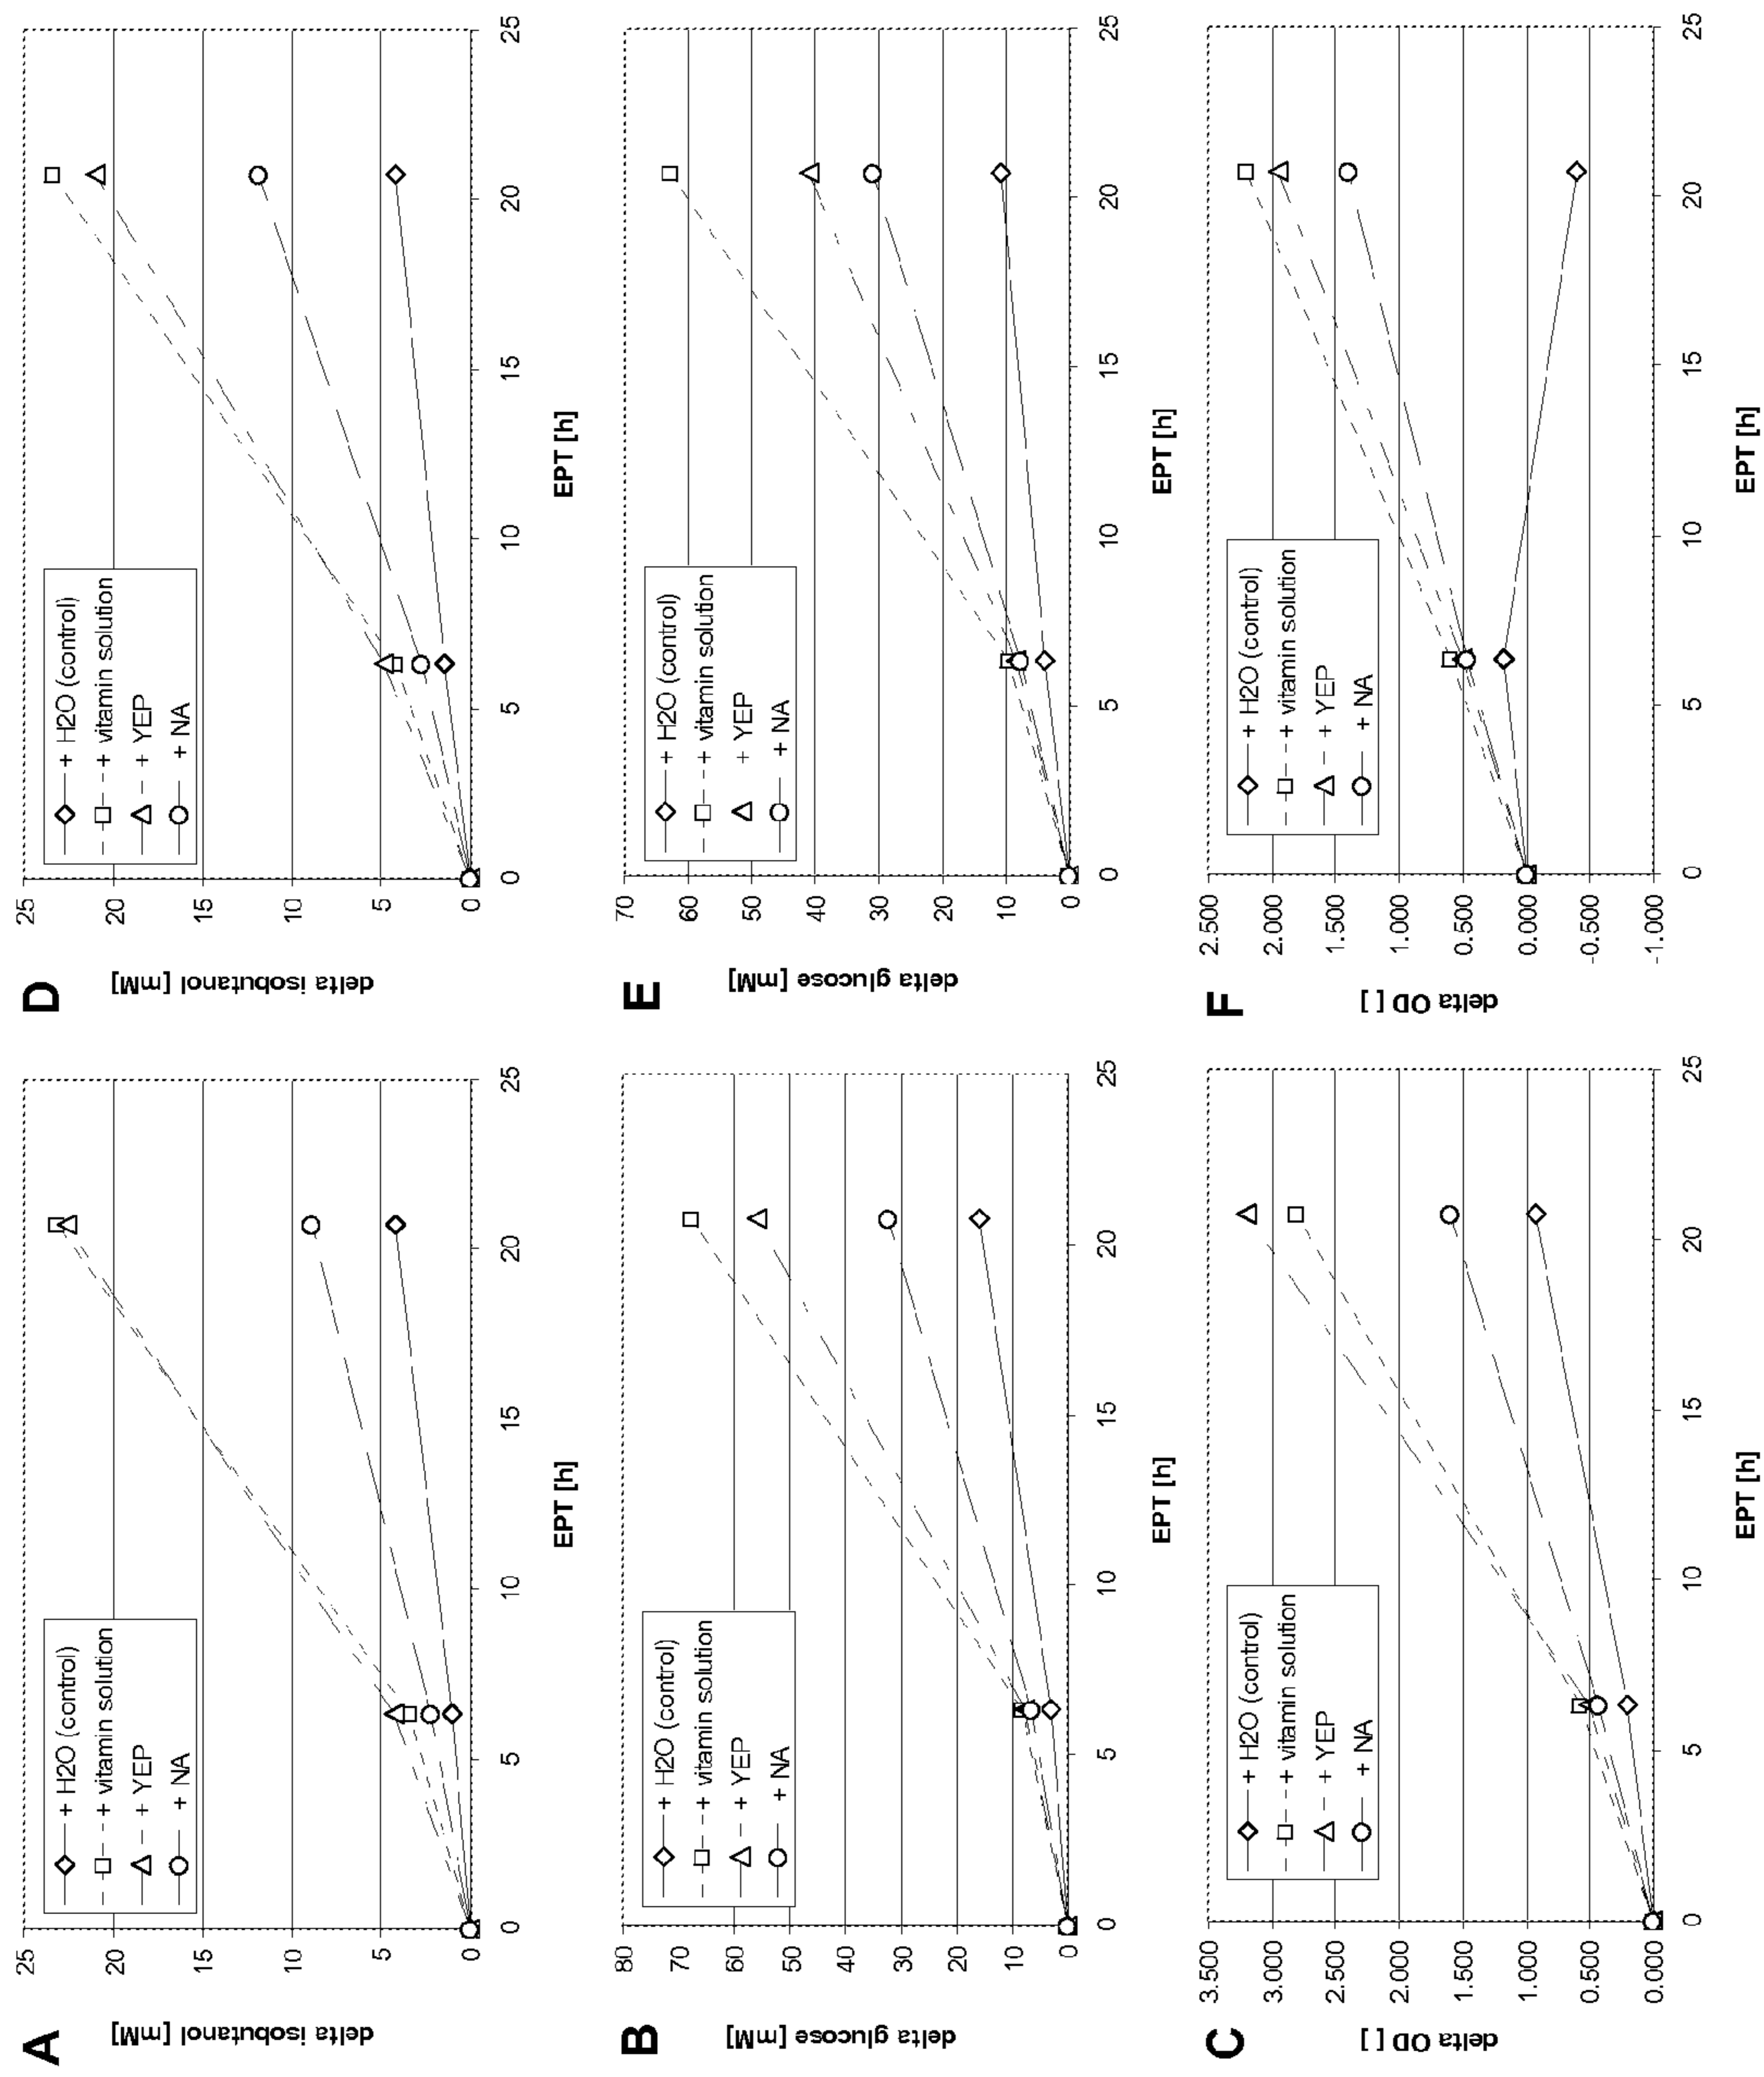 A
delta isobutanol [mM]
25
20
15
10
5
0
+ H2O (control)
+ vitamin solution
+ YEP
+ NA
0
5
10
15
20
25
EPT [h]
D
delta isobutanol [mM]
25
20
15
10
5
0
+ H2O (control)
+ vitamin solution
+ YEP
+ NA
0
5
10
15
20
25
EPT [h]
B
delta glucose [mM]
80
70
60
50
40
30
20
10
0
+ H2O (control)
+ vitamin solution
+ YEP
+ NA
0
5
10
15
20
25
EPT [h]
E
delta glucose [mM]
70
60
50
40
30
20
10
0
+ H2O (control)
+ vitamin solution
+ YEP
+ NA
0
5
10
15
20
25
EPT [h]
C
delta OD [ ]
3.500
3.000
2.500
2.000
1.500
1.000
0.500
0.000
+ H2O (control)
+ vitamin solution
+ YEP
+ NA
0
5
10
15
20
25
EPT [h]
F
delta OD [ ]
2.500
2.000
1.500
1.000
0.500
0.000
-0.500
-1.000
+ H2O (control)
+ vitamin solution
+ YEP
+ NA
0
5
10
15
20
25
EPT [h]